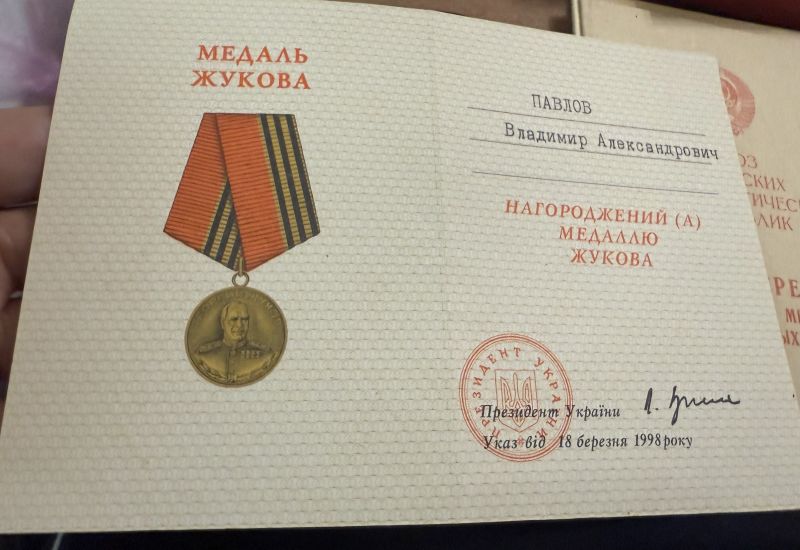 МЕДАЛЬ
ЖУКОВА
ПАВЛОВ
Владимир Александрович
НАГОРОДЖЕНИЙ (А)
МЕДАЛЛЮ
ЖУКОВА
ПРЕЗИДЕНТ УКРАЇНИ
Президент України
Указ від 18 березня 1998 року